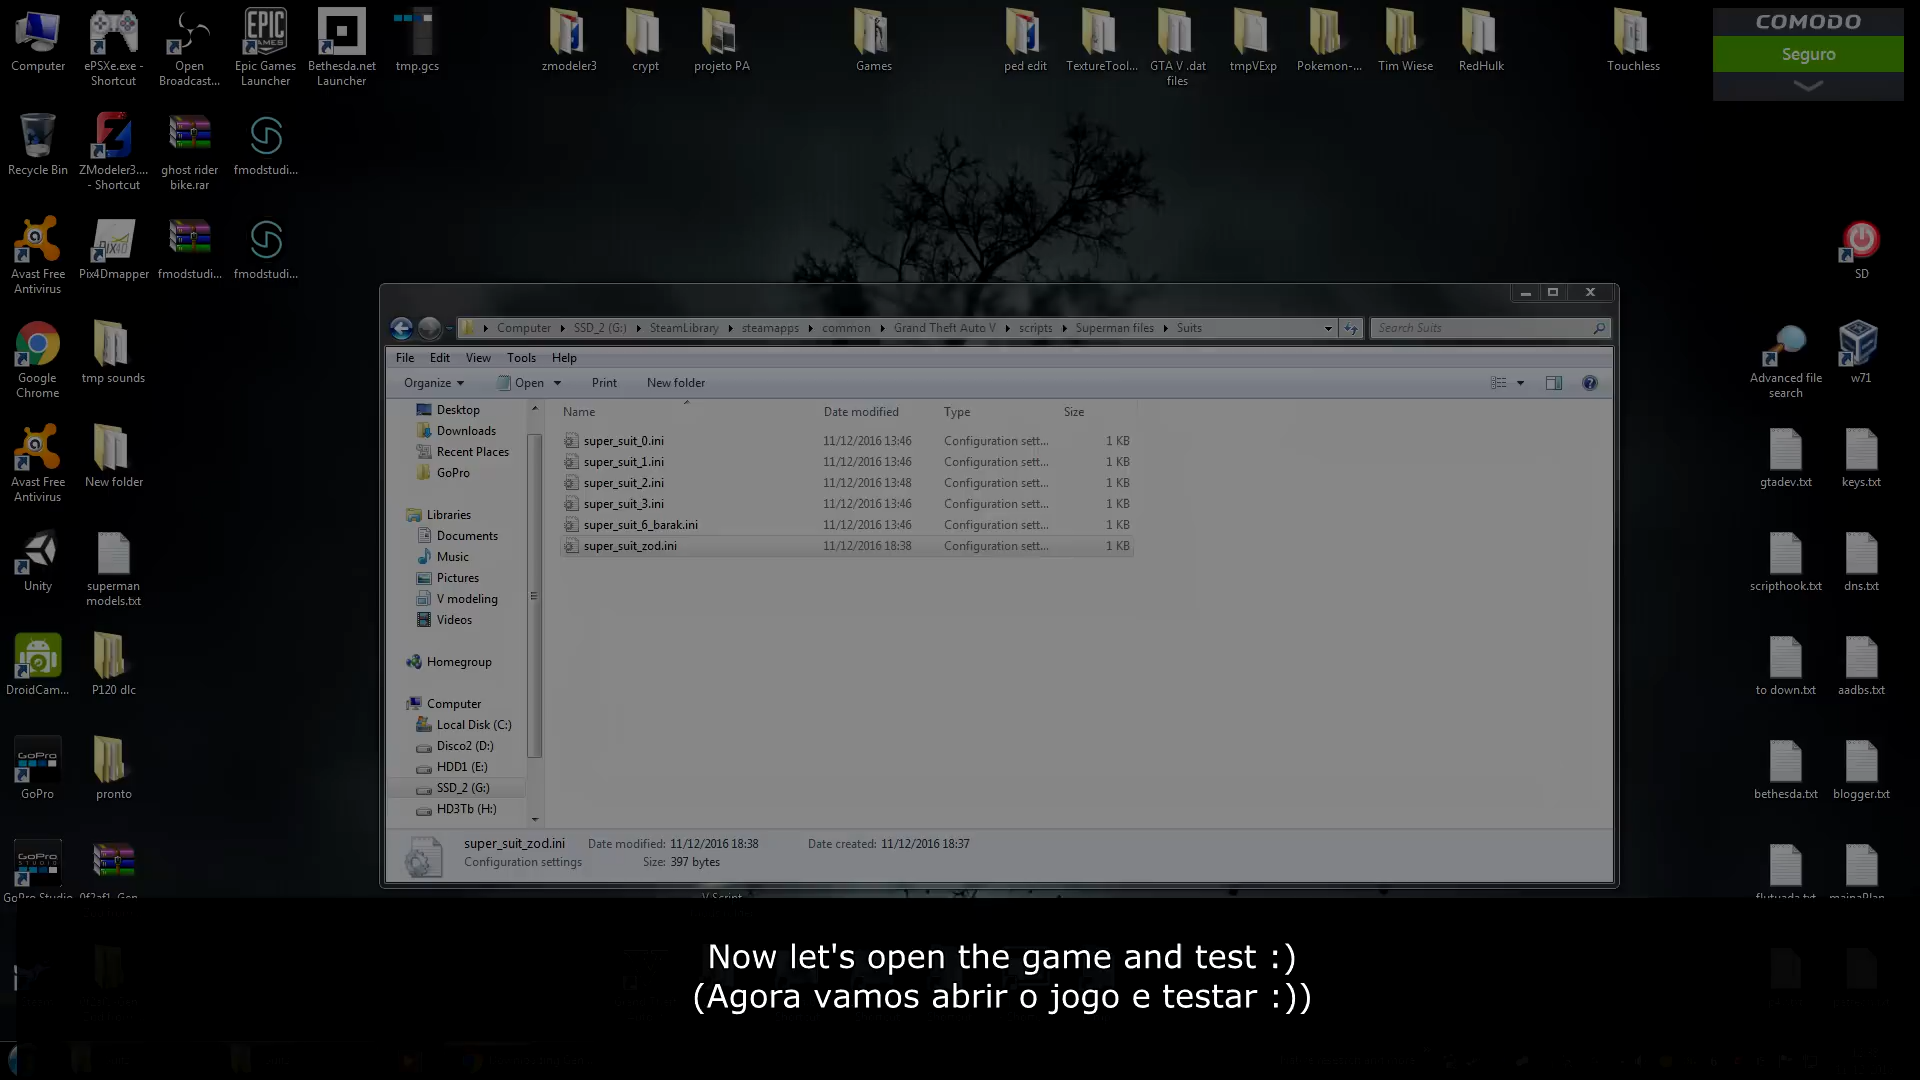 Computer
ePSXe.exe -
Shortcut
Open
Broadcast...
EPIC
GAMES
Epic Games
Launcher
Bethesda.net
Launcher
tmp.gcs
zmodeler3
crypt
projeto PA
Games
ped edit
TextureTool...
GTA V .dat
files
tmpVExp
Pokemon-...
Tim Wiese
RedHulk
Touchless
COMODO
Seguro
Recycle Bin
ZModeler3....
- Shortcut
ghost rider
bike.rar
fmodstudi...
Avast Free
Antivirus
Pix4Dmapper
fmodstudi...
fmodstudi...
SD
Google
Chrome
tmp sounds
Advanced file
search
w71
Avast Free
Antivirus
New folder
gtadev.txt
keys.txt
Unity
superman
models.txt
scripthook.txt
dns.txt
DroidCam...
P120 dlc
to down.txt
aadbs.txt
GoPro
GoPro
pronto
bethesda.txt
blogger.txt
GoPro
STUDIO
Computer
SSD_2 (G:)
SteamLibrary
steamapps
common
Grand Theft Auto V
scripts
Superman files
Suits
Search Suits
File Edit View Tools Help
Organize Open Print New folder
Desktop
Downloads
Recent Places
GoPro
Libraries
Documents
Music
Pictures
V modeling
Videos
Homegroup
Computer
Local Disk (C:)
Disco2 (D:)
HDD1 (E:)
SSD_2 (G:)
HD3Tb (H:)
Name Date modified Type Size
super_suit_0.ini 11/12/2016 13:46 Configuration sett... 1 KB
super_suit_1.ini 11/12/2016 13:46 Configuration sett... 1 KB
super_suit_2.ini 11/12/2016 13:48 Configuration sett... 1 KB
super_suit_3.ini 11/12/2016 13:46 Configuration sett... 1 KB
super_suit_6_barak.ini 11/12/2016 13:46 Configuration sett... 1 KB
super_suit_zod.ini 11/12/2016 18:38 Configuration sett... 1 KB
super_suit_zod.ini Date modified: 11/12/2016 18:38 Date created: 11/12/2016 18:37
Configuration settings Size: 397 bytes
V Script
Now let's open the game and test :)
(Agora vamos abrir o jogo e testar :))